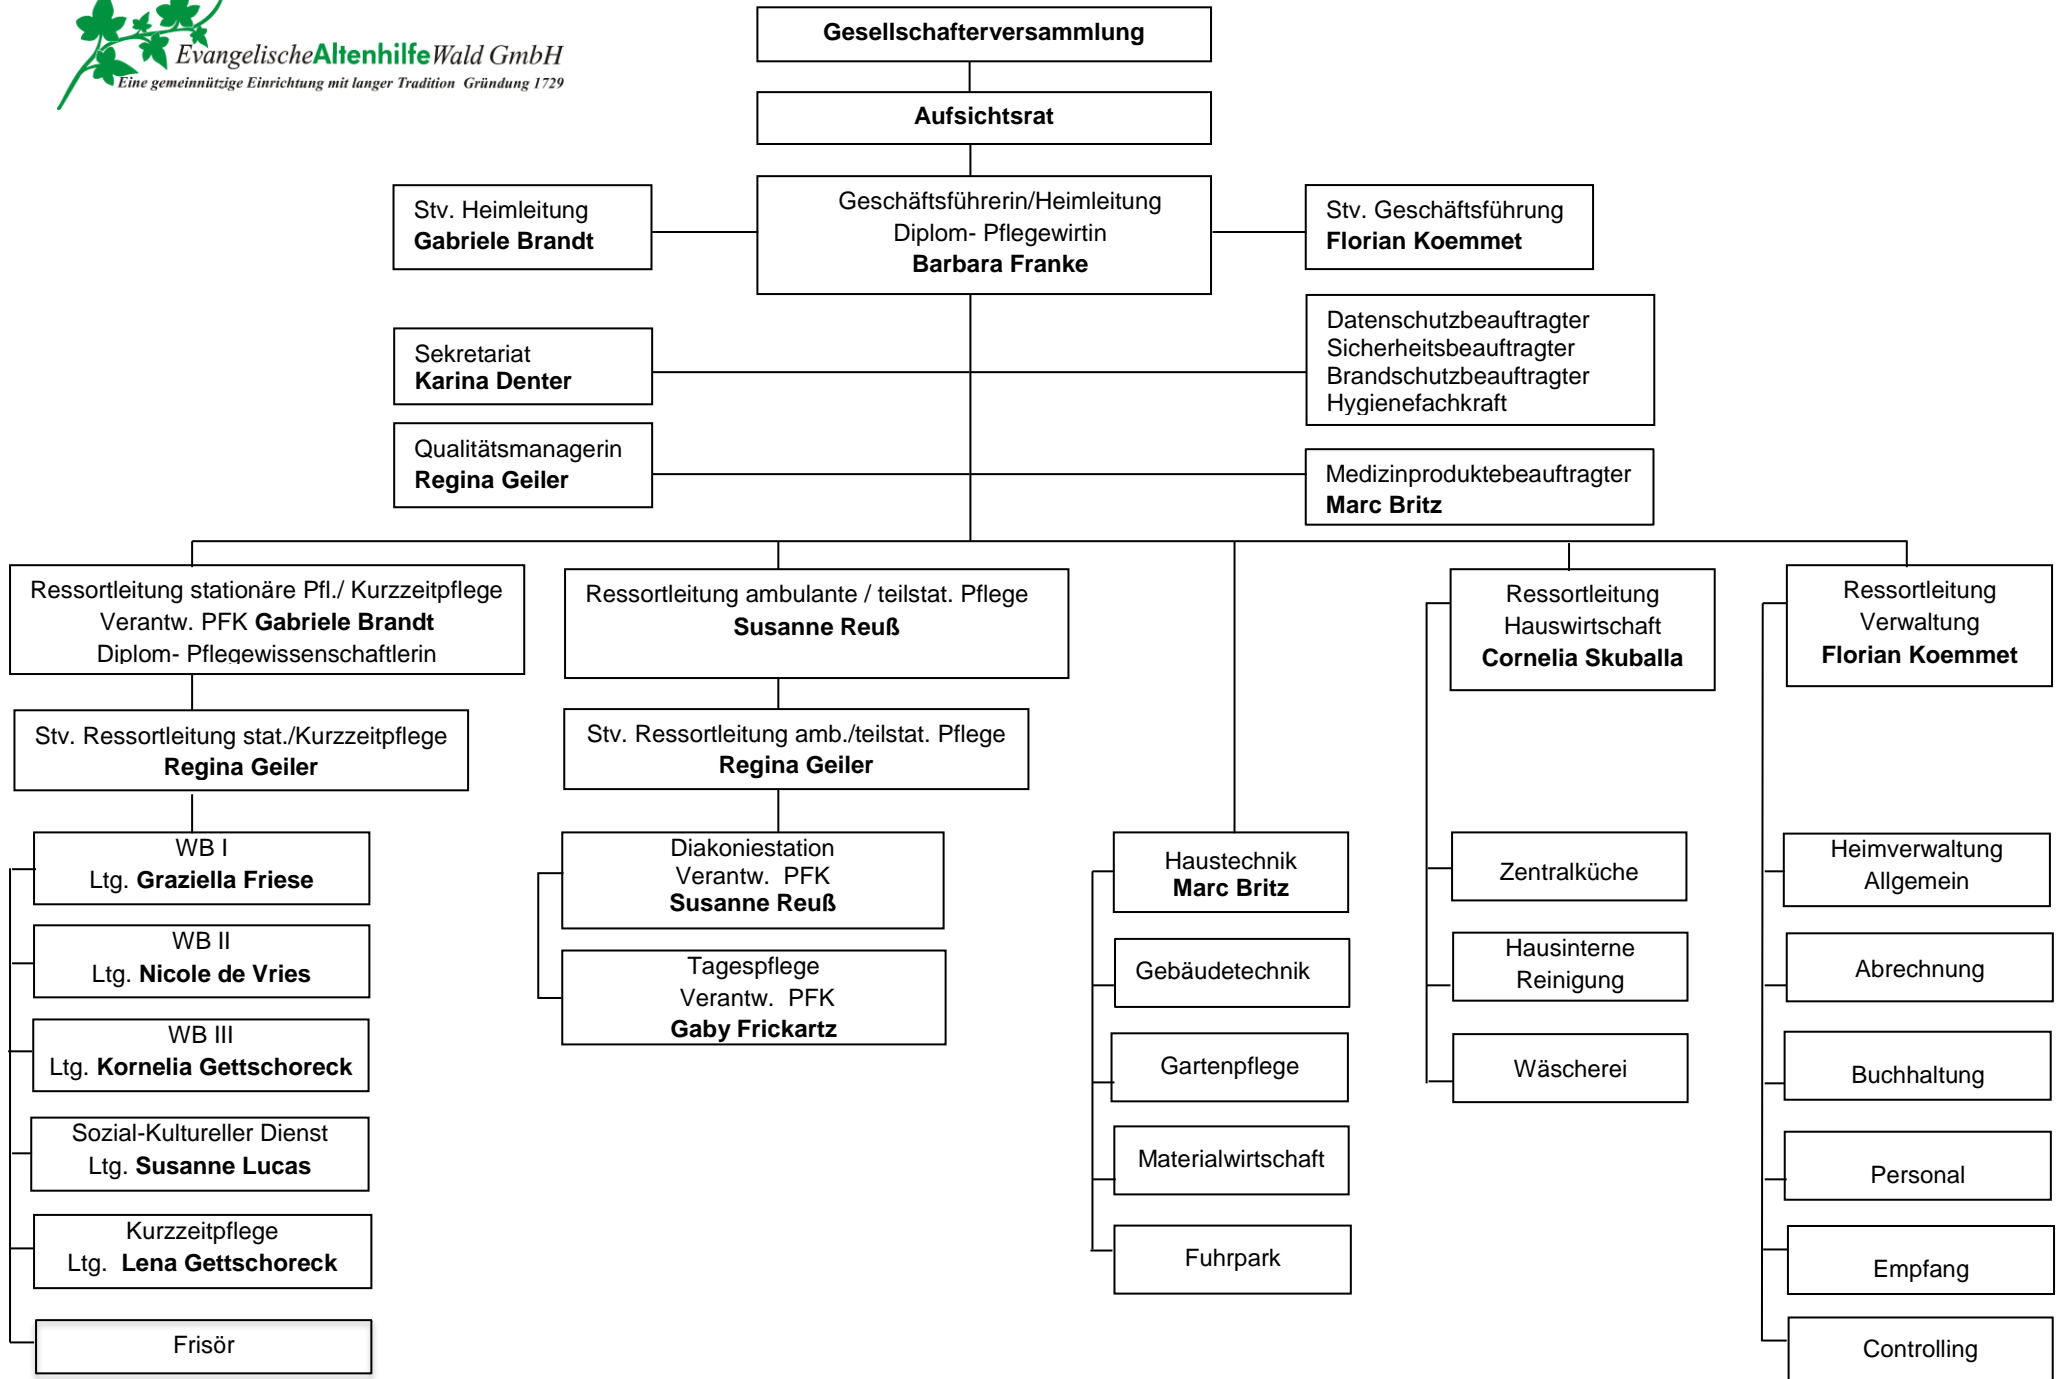 EvangelischeAltenhilfeWald GmbH
Eine gemeinnützige Einrichtung mit langer Tradition Gründung 1729
Gesellschafterversammlung
Aufsichtsrat
Stv. Heimleitung
Gabriele Brandt
Geschäftsführerin/Heimleitung
Diplom- Pflegewirtin
Barbara Franke
Stv. Geschäftsführung
Florian Koemmet
Sekretariat
Karina Denter
Datenschutzbeauftragter
Sicherheitsbeauftragter
Brandschutzbeauftragter
Hygienefachkraft
Qualitätsmanagerin
Regina Geiler
Medizinproduktebeauftragter
Marc Britz
Ressortleitung stationäre Pfl./ Kurzzeitpflege
Verantw. PFK Gabriele Brandt
Diplom- Pflegewissenschaftlerin
Ressortleitung ambulante / teilstat. Pflege
Susanne Reuß
Ressortleitung
Hauswirtschaft
Cornelia Skuballa
Ressortleitung
Verwaltung
Florian Koemmet
Stv. Ressortleitung stat./Kurzzeitpflege
Regina Geiler
Stv. Ressortleitung amb./teilstat. Pflege
Regina Geiler
WB I
Ltg. Graziella Friese
WB II
Ltg. Nicole de Vries
WB III
Ltg. Kornelia Gettschoreck
Sozial-Kultureller Dienst
Ltg. Susanne Lucas
Kurzzeitpflege
Ltg. Lena Gettschoreck
Frisör
Diakoniestation
Verantw. PFK
Susanne Reuß
Tagespflege
Verantw. PFK
Gaby Frickartz
Haustechnik
Marc Britz
Gebäudetechnik
Gartenpflege
Materialwirtschaft
Fuhrpark
Zentralküche
Hausinterne
Reinigung
Wäscherei
Heimverwaltung
Allgemein
Abrechnung
Buchhaltung
Personal
Empfang
Controlling